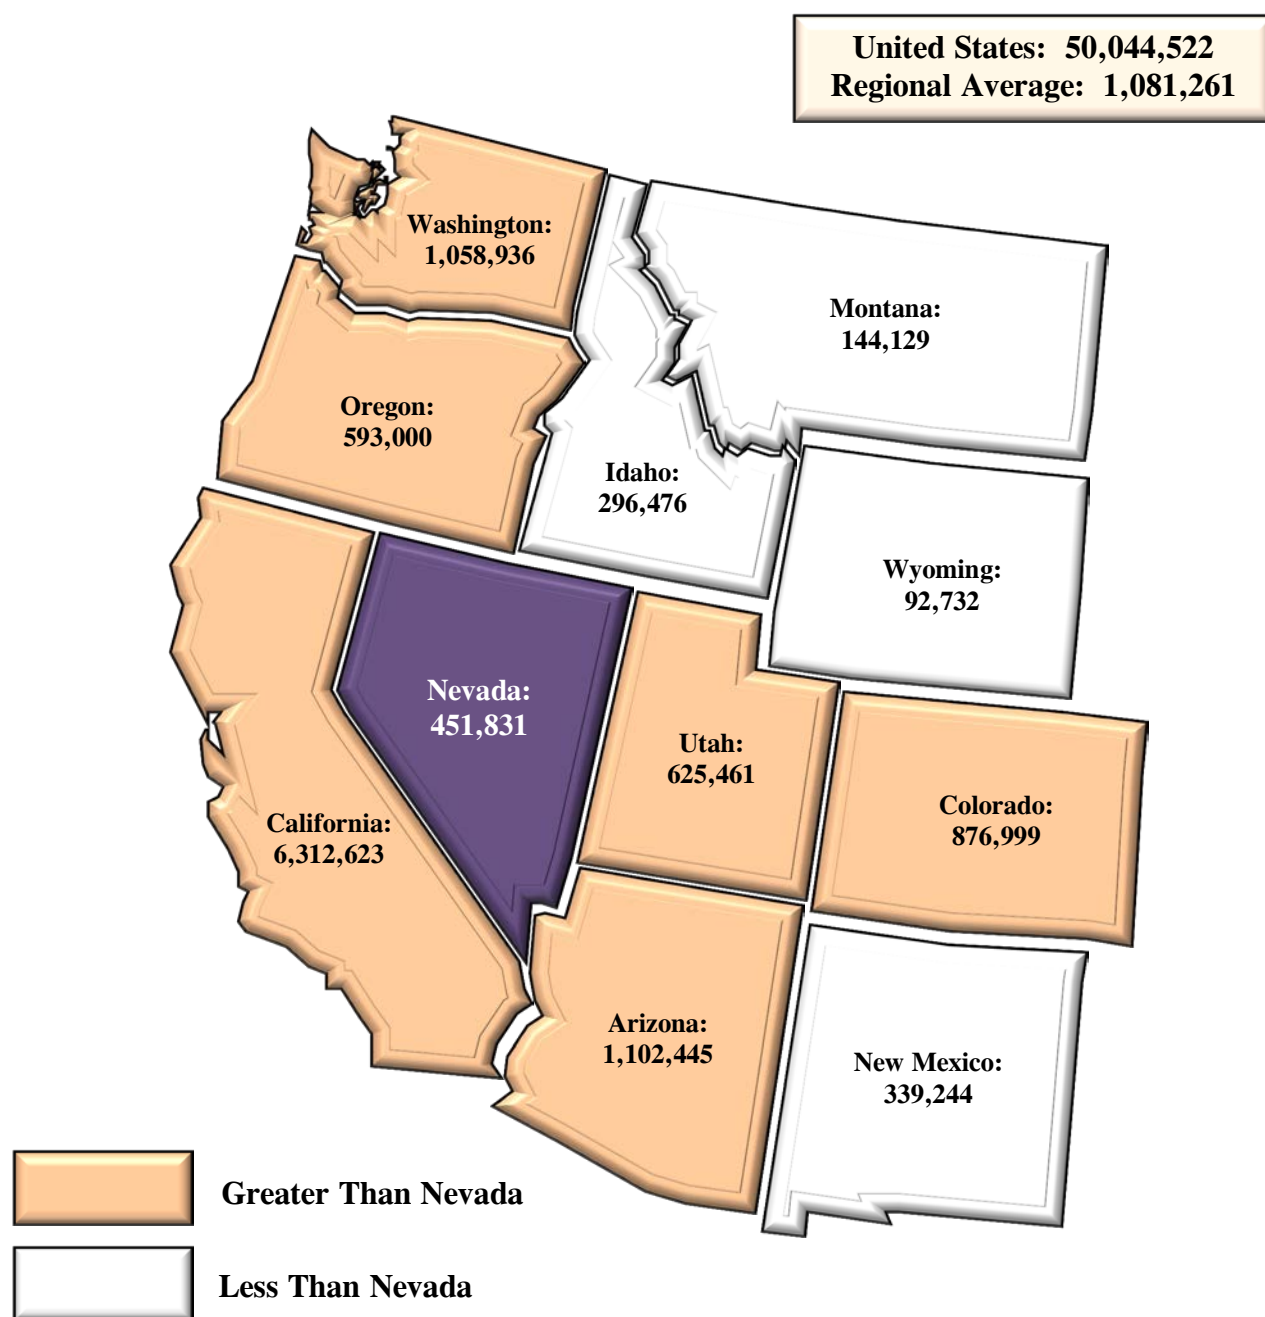 United States: 50,044,522
Regional Average: 1,081,261
Washington:
1,058,936
Montana:
144,129
Oregon:
593,000
Idaho:
296,476
Wyoming:
92,732
Nevada:
451,831
Utah:
625,461
Colorado:
876,999
California:
6,312,623
Arizona:
1,102,445
New Mexico:
339,244
Greater Than Nevada
Less Than Nevada